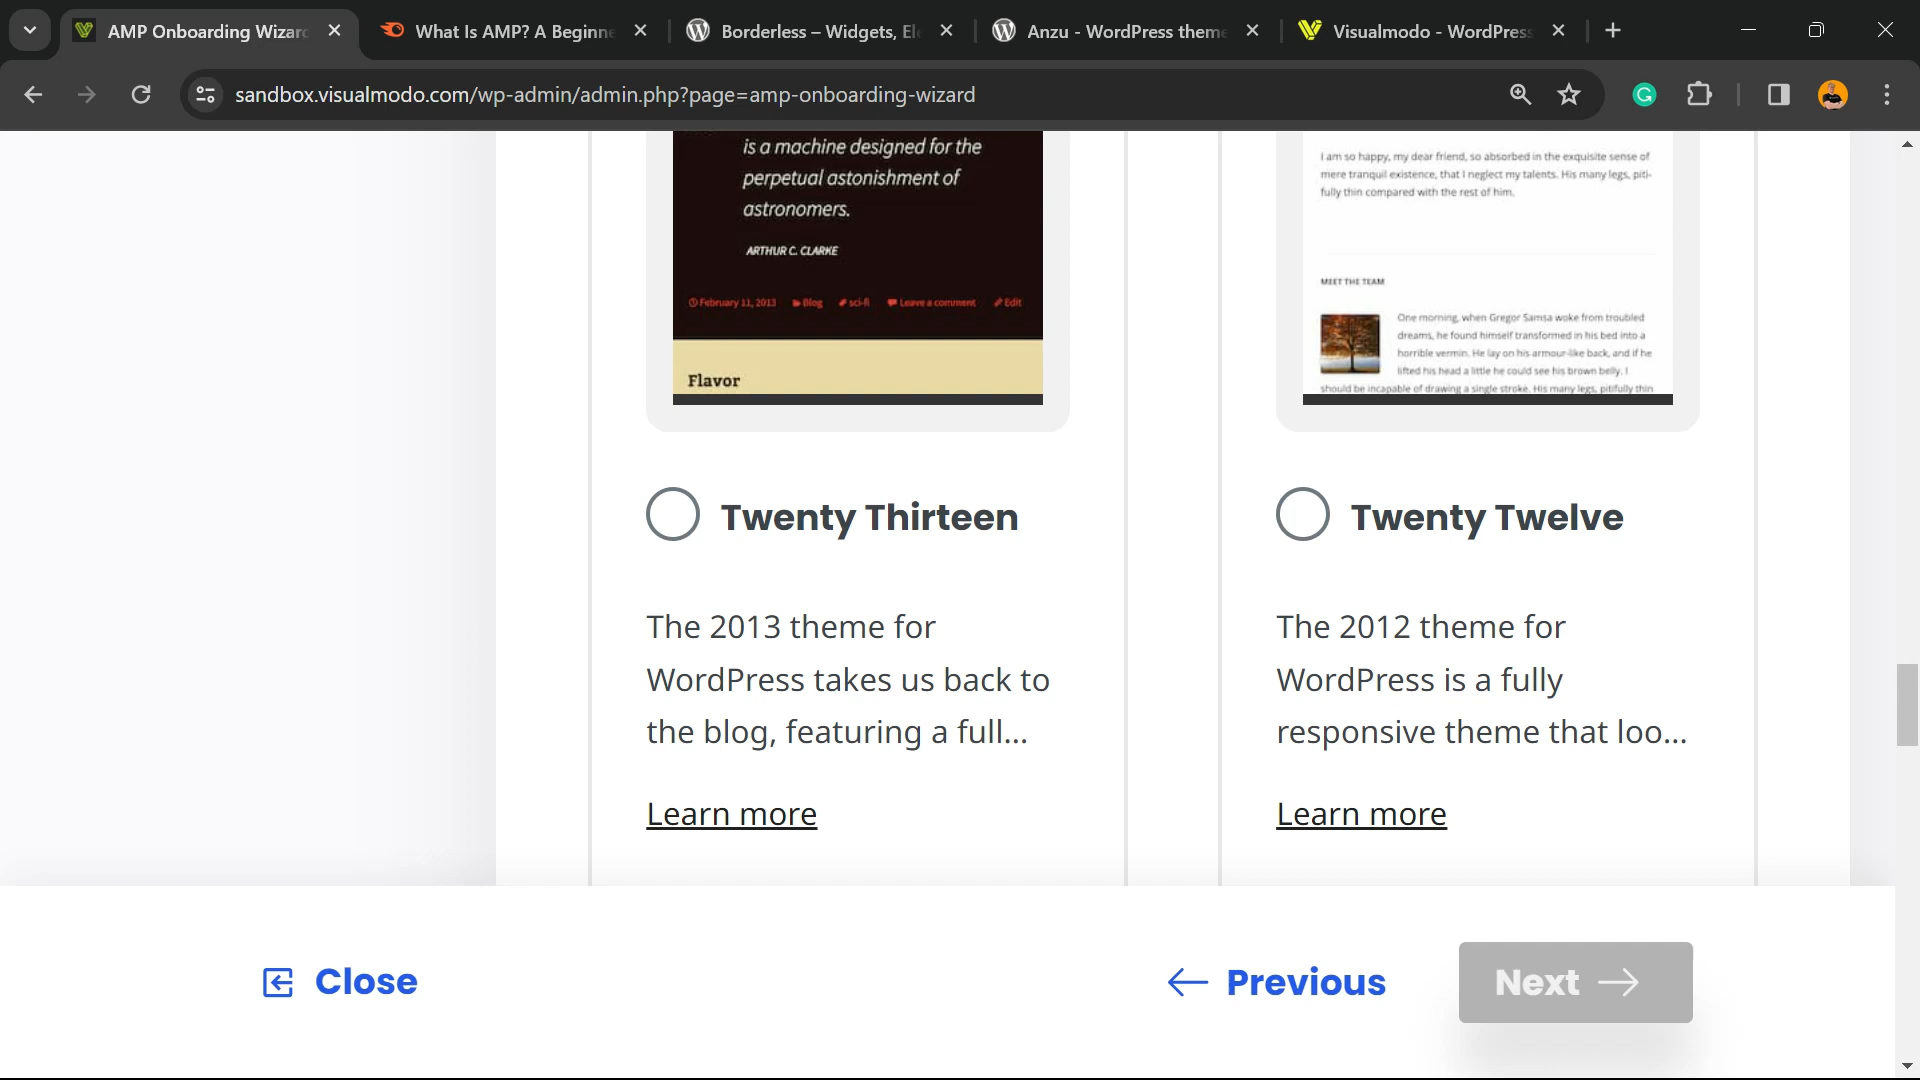 AMP Onboarding Wizard
What Is AMP? A Beginne
Borderless – Widgets, El
Anzu - WordPress theme
Visualmodo - WordPress
sandbox.visualmodo.com/wp-admin/admin.php?page=amp-onboarding-wizard
is a machine designed for the
perpetual astonishment of
astronomers.
ARTHUR C. CLARKE
February 11, 2013 Blog sci-fi Leave a comment Edit
Flavor
I am so happy, my dear friend, so absorbed in the exquisite sense of
mere tranquil existence, that I neglect my talents. His many legs, piti-
fully thin compared with the rest of him.
MEET THE TEAM
One morning, when Gregor Samsa woke from troubled
dreams, he found himself transformed in his bed into a
horrible vermin. He lay on his armour-like back, and if he
lifted his head a little he could see his brown belly. I
should be incapable of drawing a single stroke. His many legs, pitifully thin
Twenty Thirteen
The 2013 theme for
WordPress takes us back to
the blog, featuring a full...
Learn more
Twenty Twelve
The 2012 theme for
WordPress is a fully
responsive theme that loo...
Learn more
Close
Previous
Next